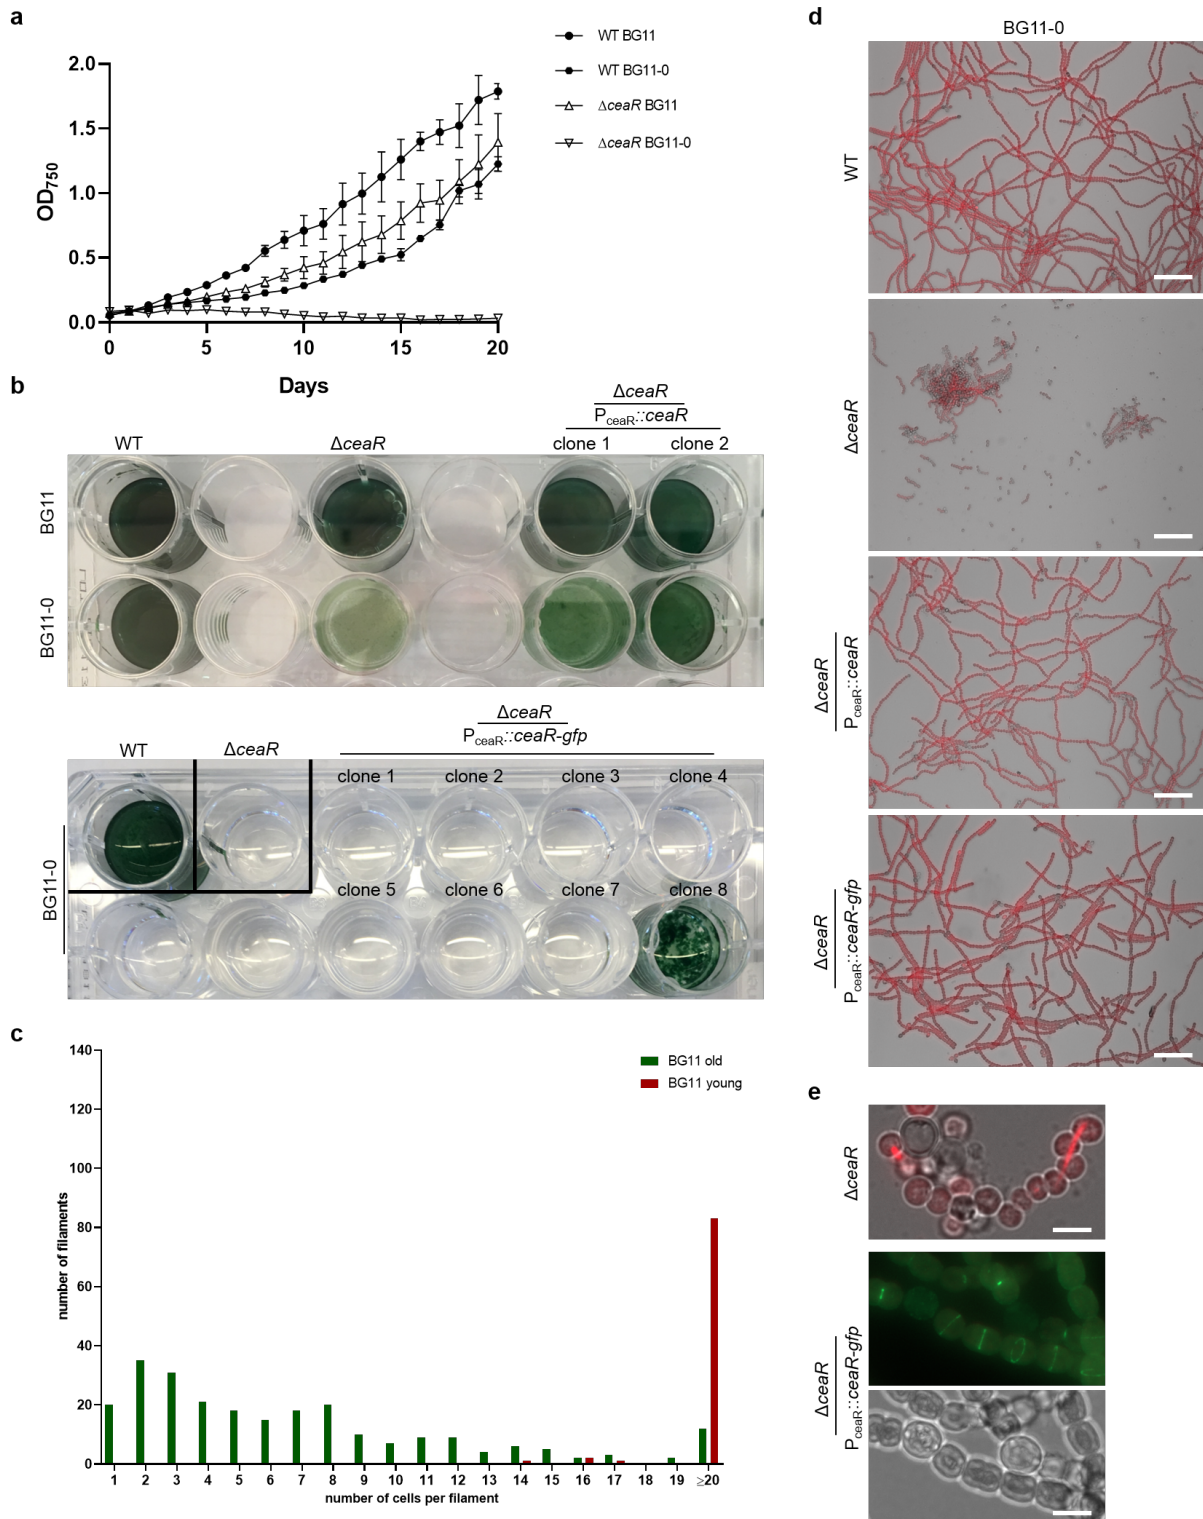 a
WT BG11
WT BG11-0
ΔceaR BG11
ΔceaR BG11-0
2.0
1.5
1.0
0.5
0.0
OD750
0 5 10 15 20
Days
b
ΔceaR
PceaR::ceaR
WT ΔceaR clone 1 clone 2
BG11
BG11-0
ΔceaR
PceaR::ceaR-gfp
WT ΔceaR
clone 1 clone 2 clone 3 clone 4
clone 5 clone 6 clone 7 clone 8
BG11-0
c
BG11 old
BG11 young
140
120
100
80
60
40
20
0
number of filaments
1 2 3 4 5 6 7 8 9 10 11 12 13 14 15 16 17 18 19 ≥20
number of cells per filament
d
BG11-0
WT
ΔceaR
ΔceaR
PceaR::ceaR
ΔceaR
PceaR::ceaR-gfp
e
ΔceaR
ΔceaR
PceaR::ceaR-gfp